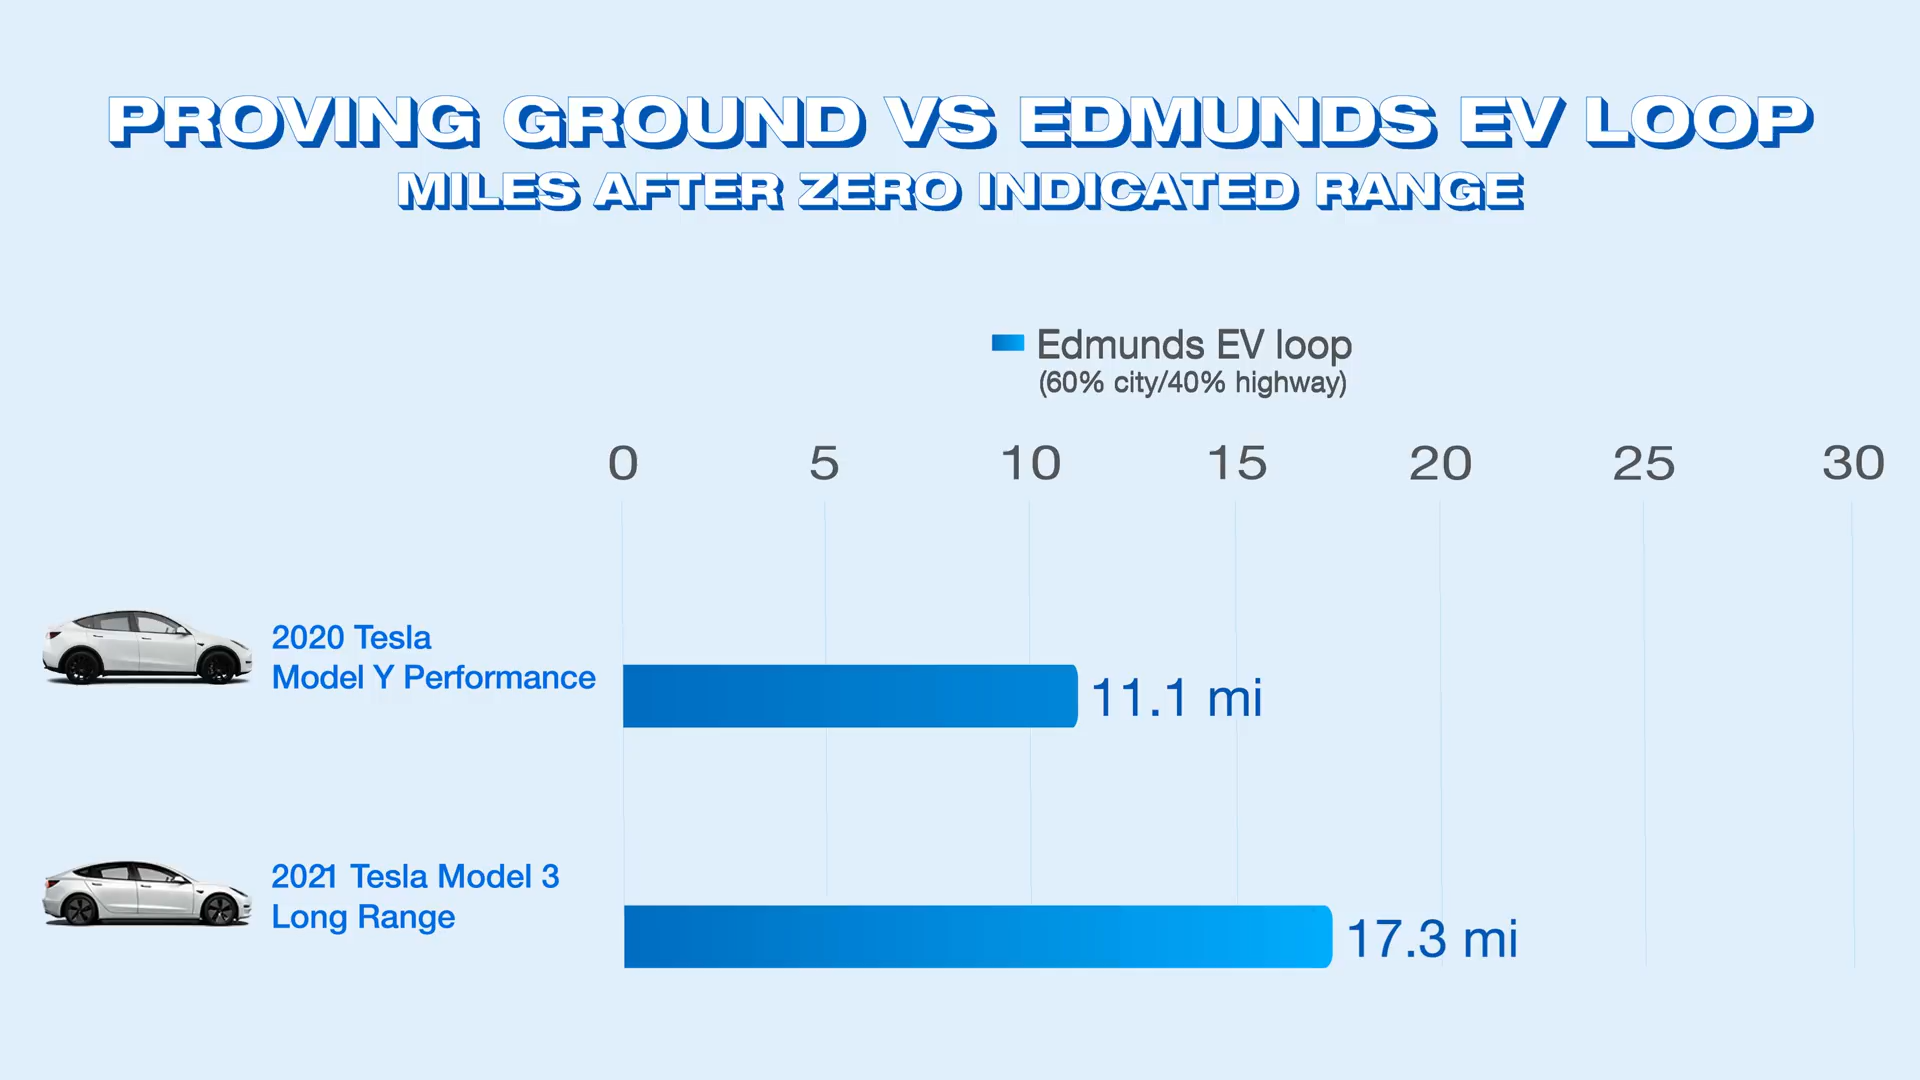 PROVING GROUND VS EDMUNDS EV LOOP
MILES AFTER ZERO INDICATED RANGE
Edmunds EV loop
(60% city/40% highway)
0 5 10 15 20 25 30
2020 Tesla
Model Y Performance
11.1 mi
2021 Tesla Model 3
Long Range
17.3 mi